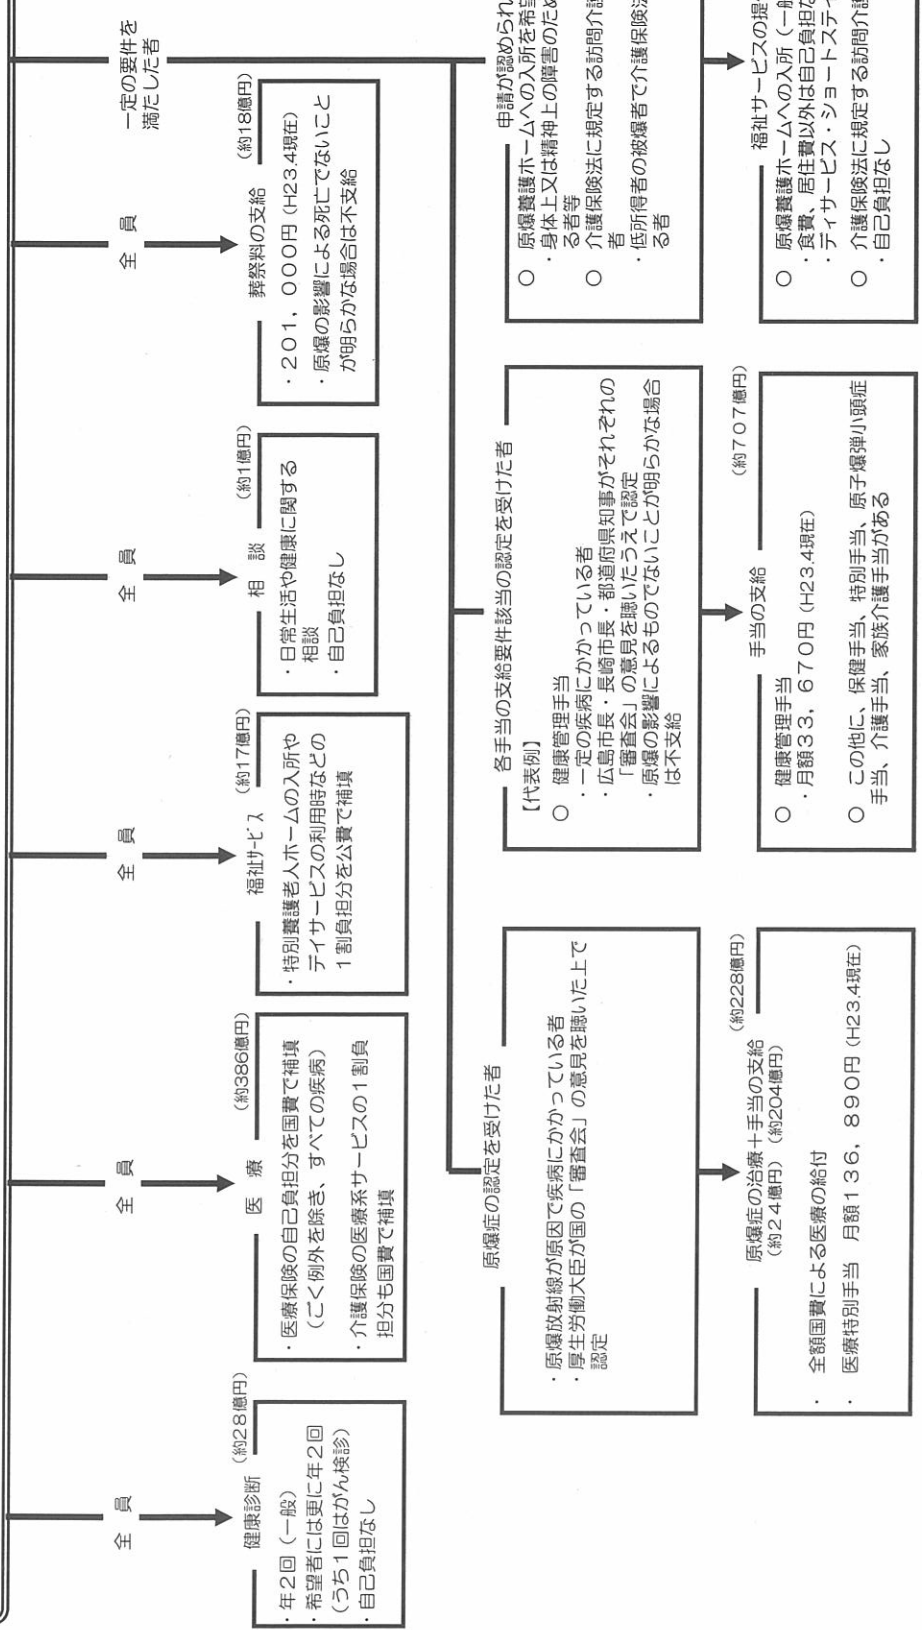 全 員
健康診断
(約28億円)
・年2回（一般）
・希望者には更に年2回
（うち1回はがん検診）
・自己負担なし
全 員
医 療
(約386億円)
・医療保険の自己負担分を国費で補填
（ごく例外を除き、すべての疾病）
・介護保険の医療系サービスの1割負
担分も国費で補填
全 員
福祉サービス
(約17億円)
・特別養護老人ホームの入所や
デイサービスの利用時などの
1割負担分を公費で補填
全 員
相 談
(約1億円)
・日常生活や健康に関する
相談
・自己負担なし
全 員
葬祭料の支給
(約18億円)
・201，000円（H23.4現在）
・原爆の影響による死亡でないこと
が明らかな場合は不支給
一定の要件を
満たした者
原爆症の認定を受けた者
・原爆放射線が原因で疾病にかかっている者
・厚生労働大臣が国の「審査会」の意見を聴いた上で
認定
原爆症の治療＋手当の支給
(約228億円)
（約24億円）（約204億円）
・ 全額国費による医療の給付
・ 医療特別手当 月額136，890円（H23.4現在）
各手当の支給要件該当の認定を受けた者
【代表例】
○ 健康管理手当
・一定の疾病にかかっている者
・広島市長・長崎市長・都道府県知事がそれぞれの
「審査会」の意見を聴いたうえで認定
・原爆の影響によるものでないことが明らかな場合
は不支給
手当の支給
(約707億円)
○ 健康管理手当
・月額33，670円（H23.4現在）
○ この他に、保健手当、特別手当、原子爆弾小頭症
手当、介護手当、家族介護手当がある
申請が認められ
○ 原爆養護ホームへの入所を希望
・身体上又は精神上の障害のため
る者等
○ 介護保険法に規定する訪問介護
者
・低所得者の被爆者で介護保険法
る者
福祉サービスの提
○ 原爆養護ホームへの入所（一般
・食費、居住費以外は自己負担な
・デイサービス・ショートステイ
○ 介護保険法に規定する訪問介護
・自己負担なし